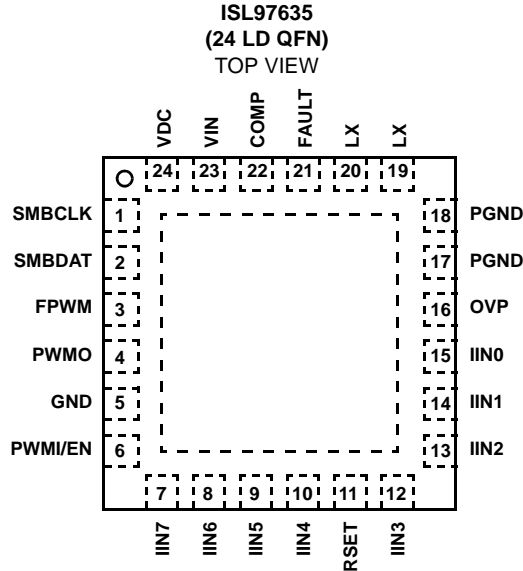 ISL97635
(24 LD QFN)
TOP VIEW
VDC VIN COMP FAULT LX LX
24 23 22 21 20 19
SMBCLK 1 18 PGND
SMBDAT 2 17 PGND
FPWM 3 16 OVP
PWMO 4 15 IIN0
GND 5 14 IIN1
PWMI/EN 6 13 IIN2
7 8 9 10 11 12
IIN7 IIN6 IIN5 IIN4 RSET IIN3